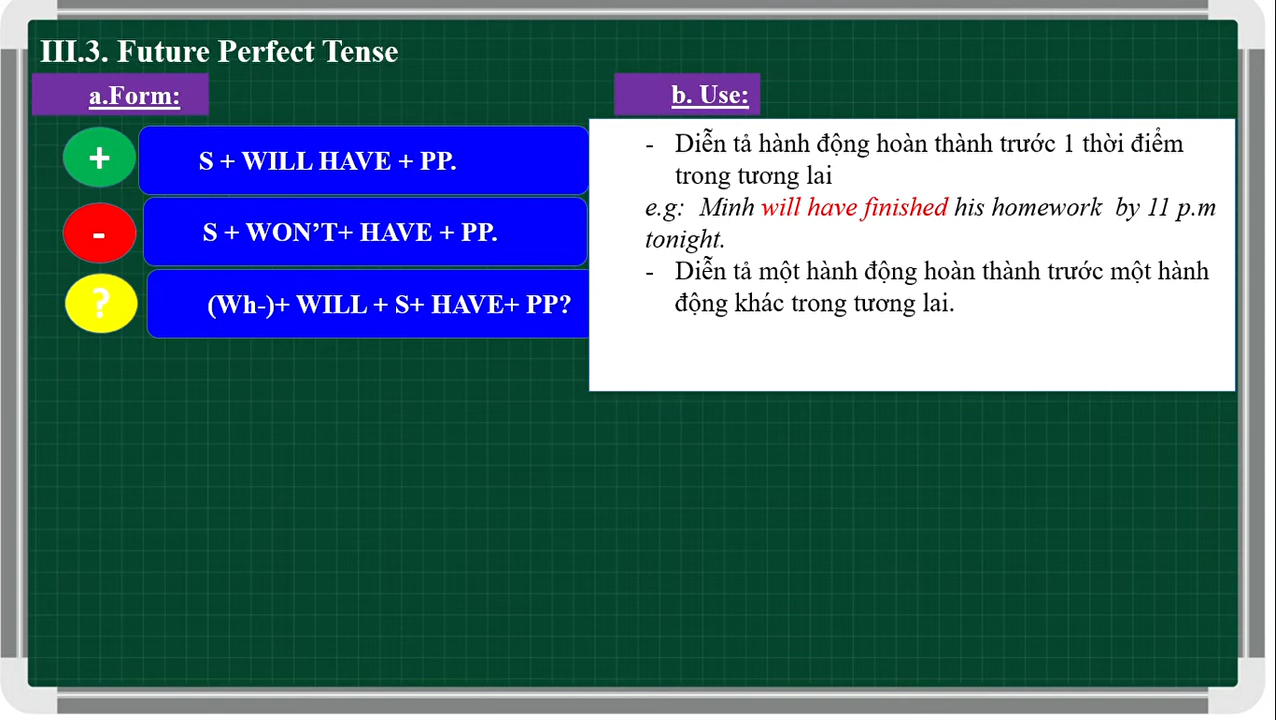 III.3. Future Perfect Tense
a.Form:
+
S + WILL HAVE + PP.
-
S + WON’T+ HAVE + PP.
?
(Wh-)+ WILL + S+ HAVE+ PP?
b. Use:
- Diễn tả hành động hoàn thành trước 1 thời điểm
trong tương lai
e.g: Minh will have finished his homework by 11 p.m
tonight.
- Diễn tả một hành động hoàn thành trước một hành
động khác trong tương lai.